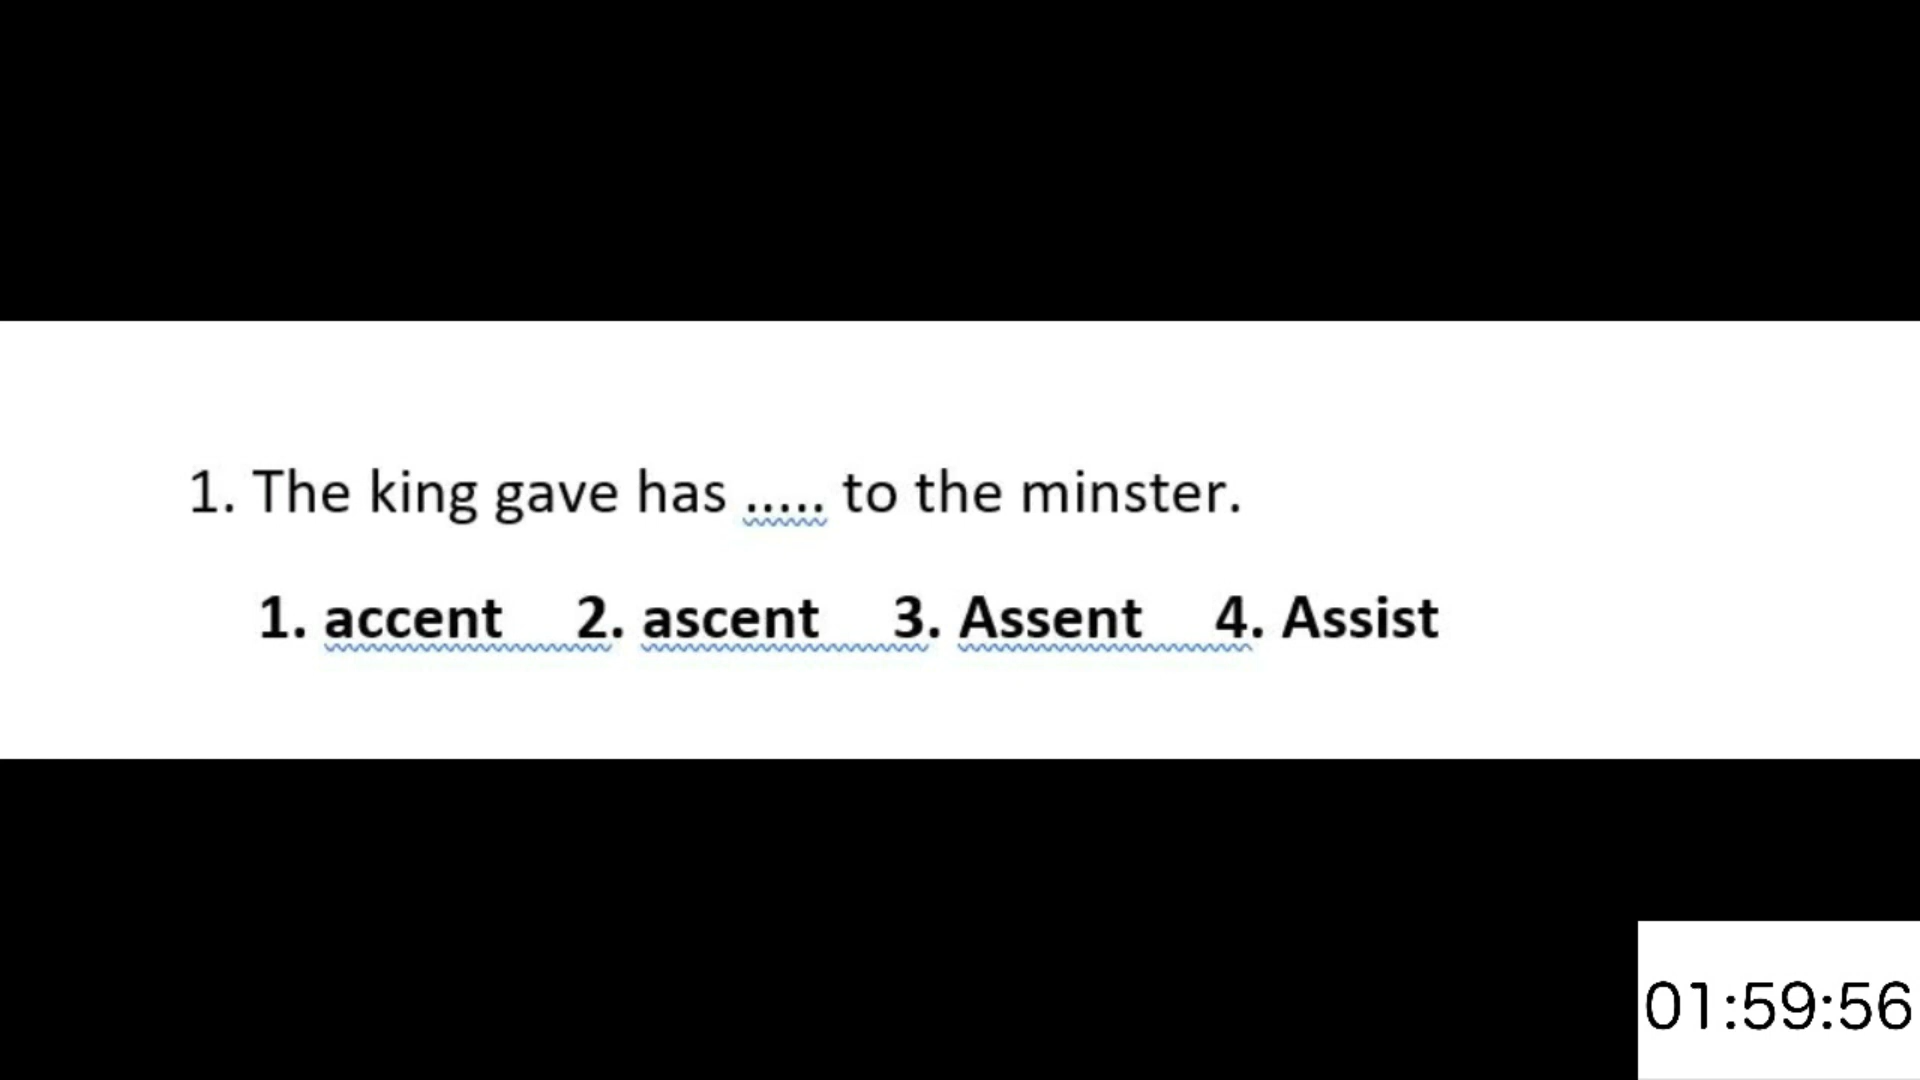 1. The king gave has ..... to the minster.
1. accent 2. ascent 3. Assent 4. Assist
01:59:56